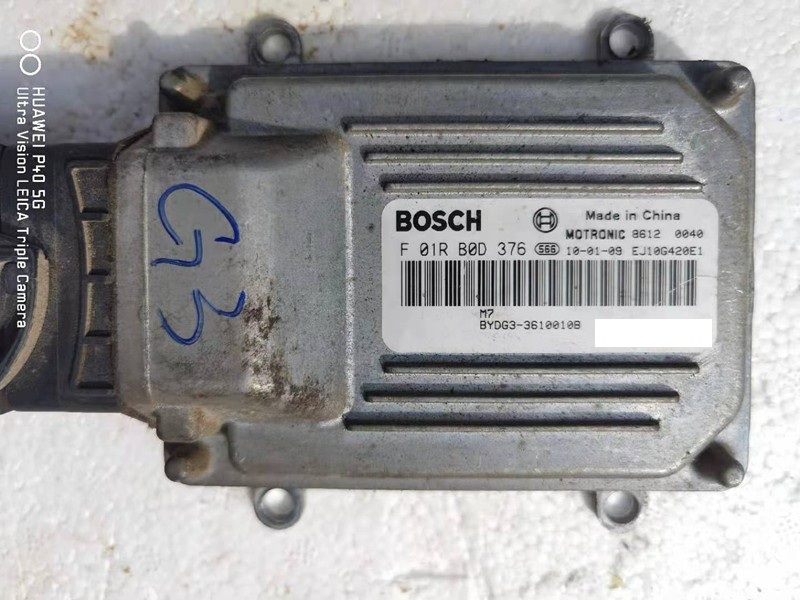 HUAWEI P40 5G
Ultra Vision LEICA Triple Camera
G3
BOSCH
Made in China
MOTRONIC 8612 0040
F 01R B0D 376 566 10-01-09 EJ10G420E1
M7
BYDG3-3610010B